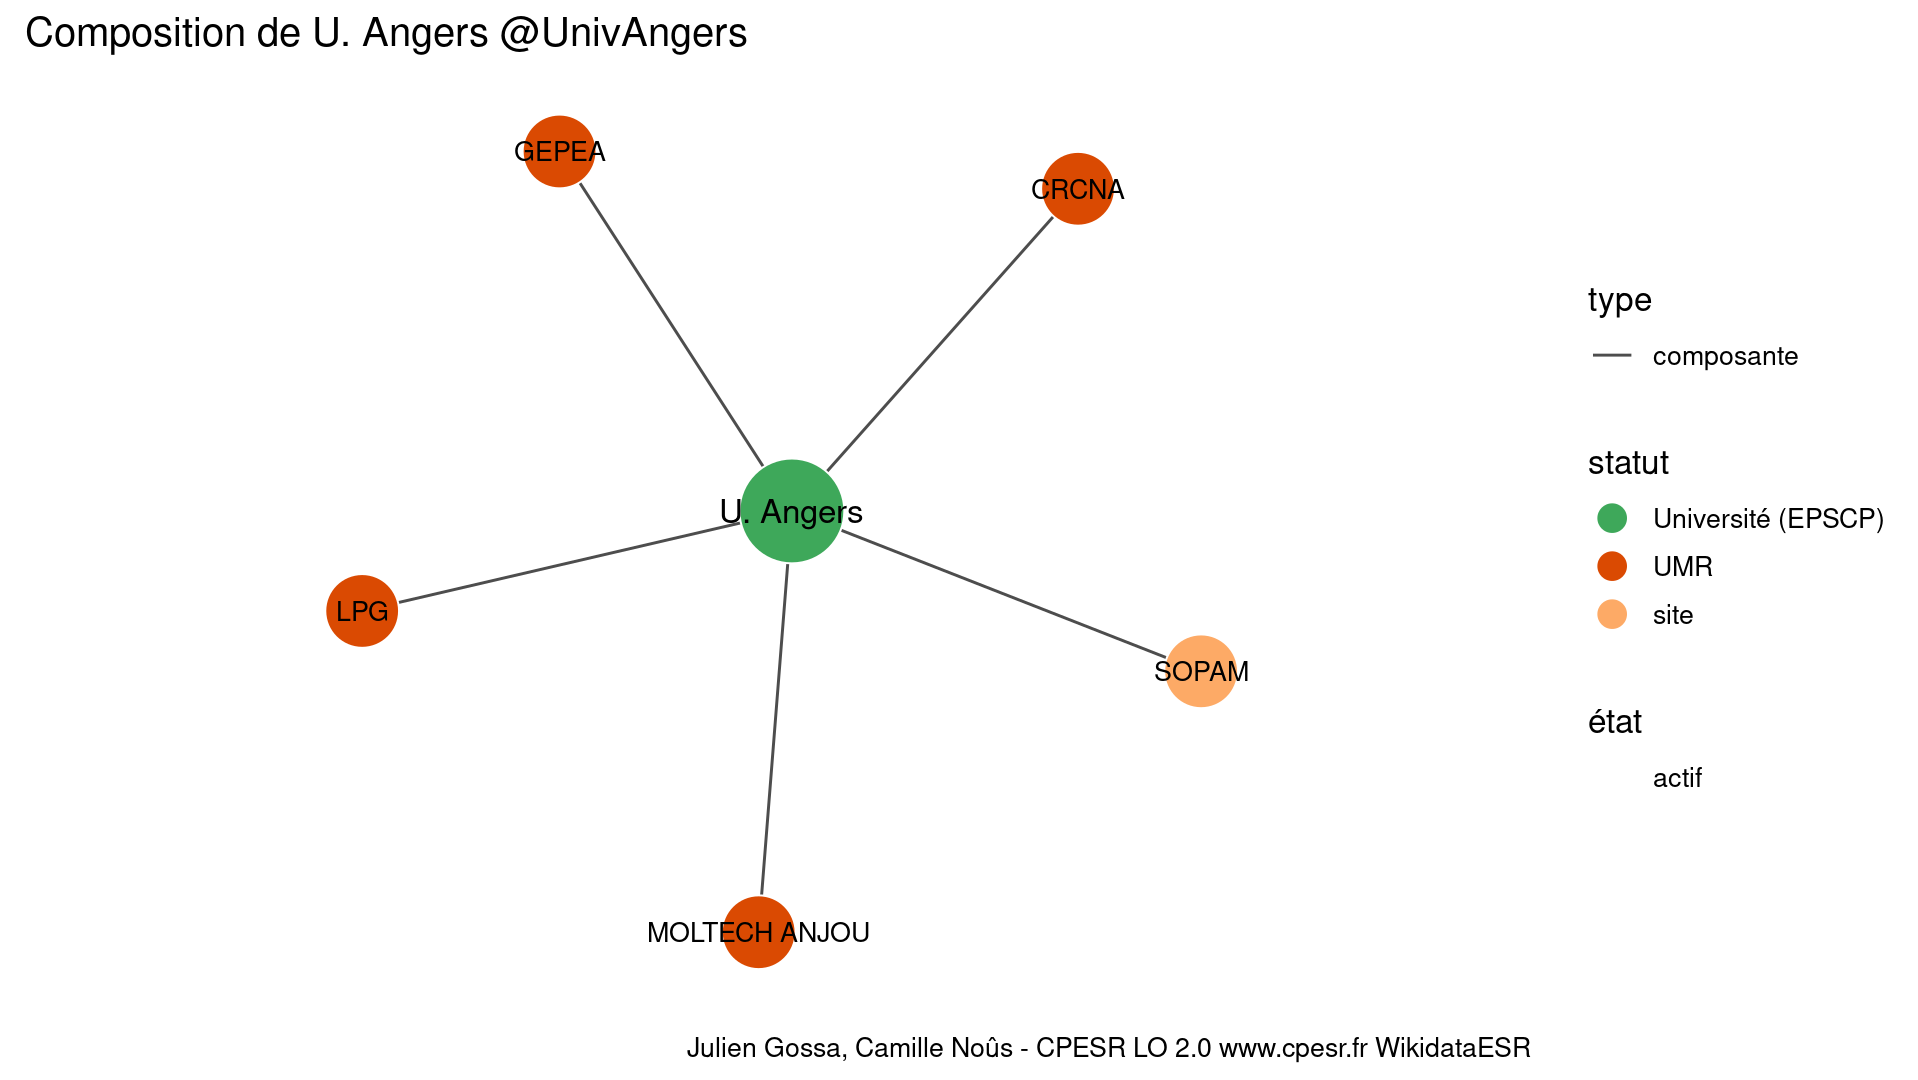 Composition de U. Angers @UnivAngers
GEPEA
CRCNA
U. Angers
LPG
SOPAM
MOLTECH ANJOU
type
composante
statut
Université (EPSCP)
UMR
site
état
actif
Julien Gossa, Camille Noûs - CPESR LO 2.0 www.cpesr.fr WikidataESR